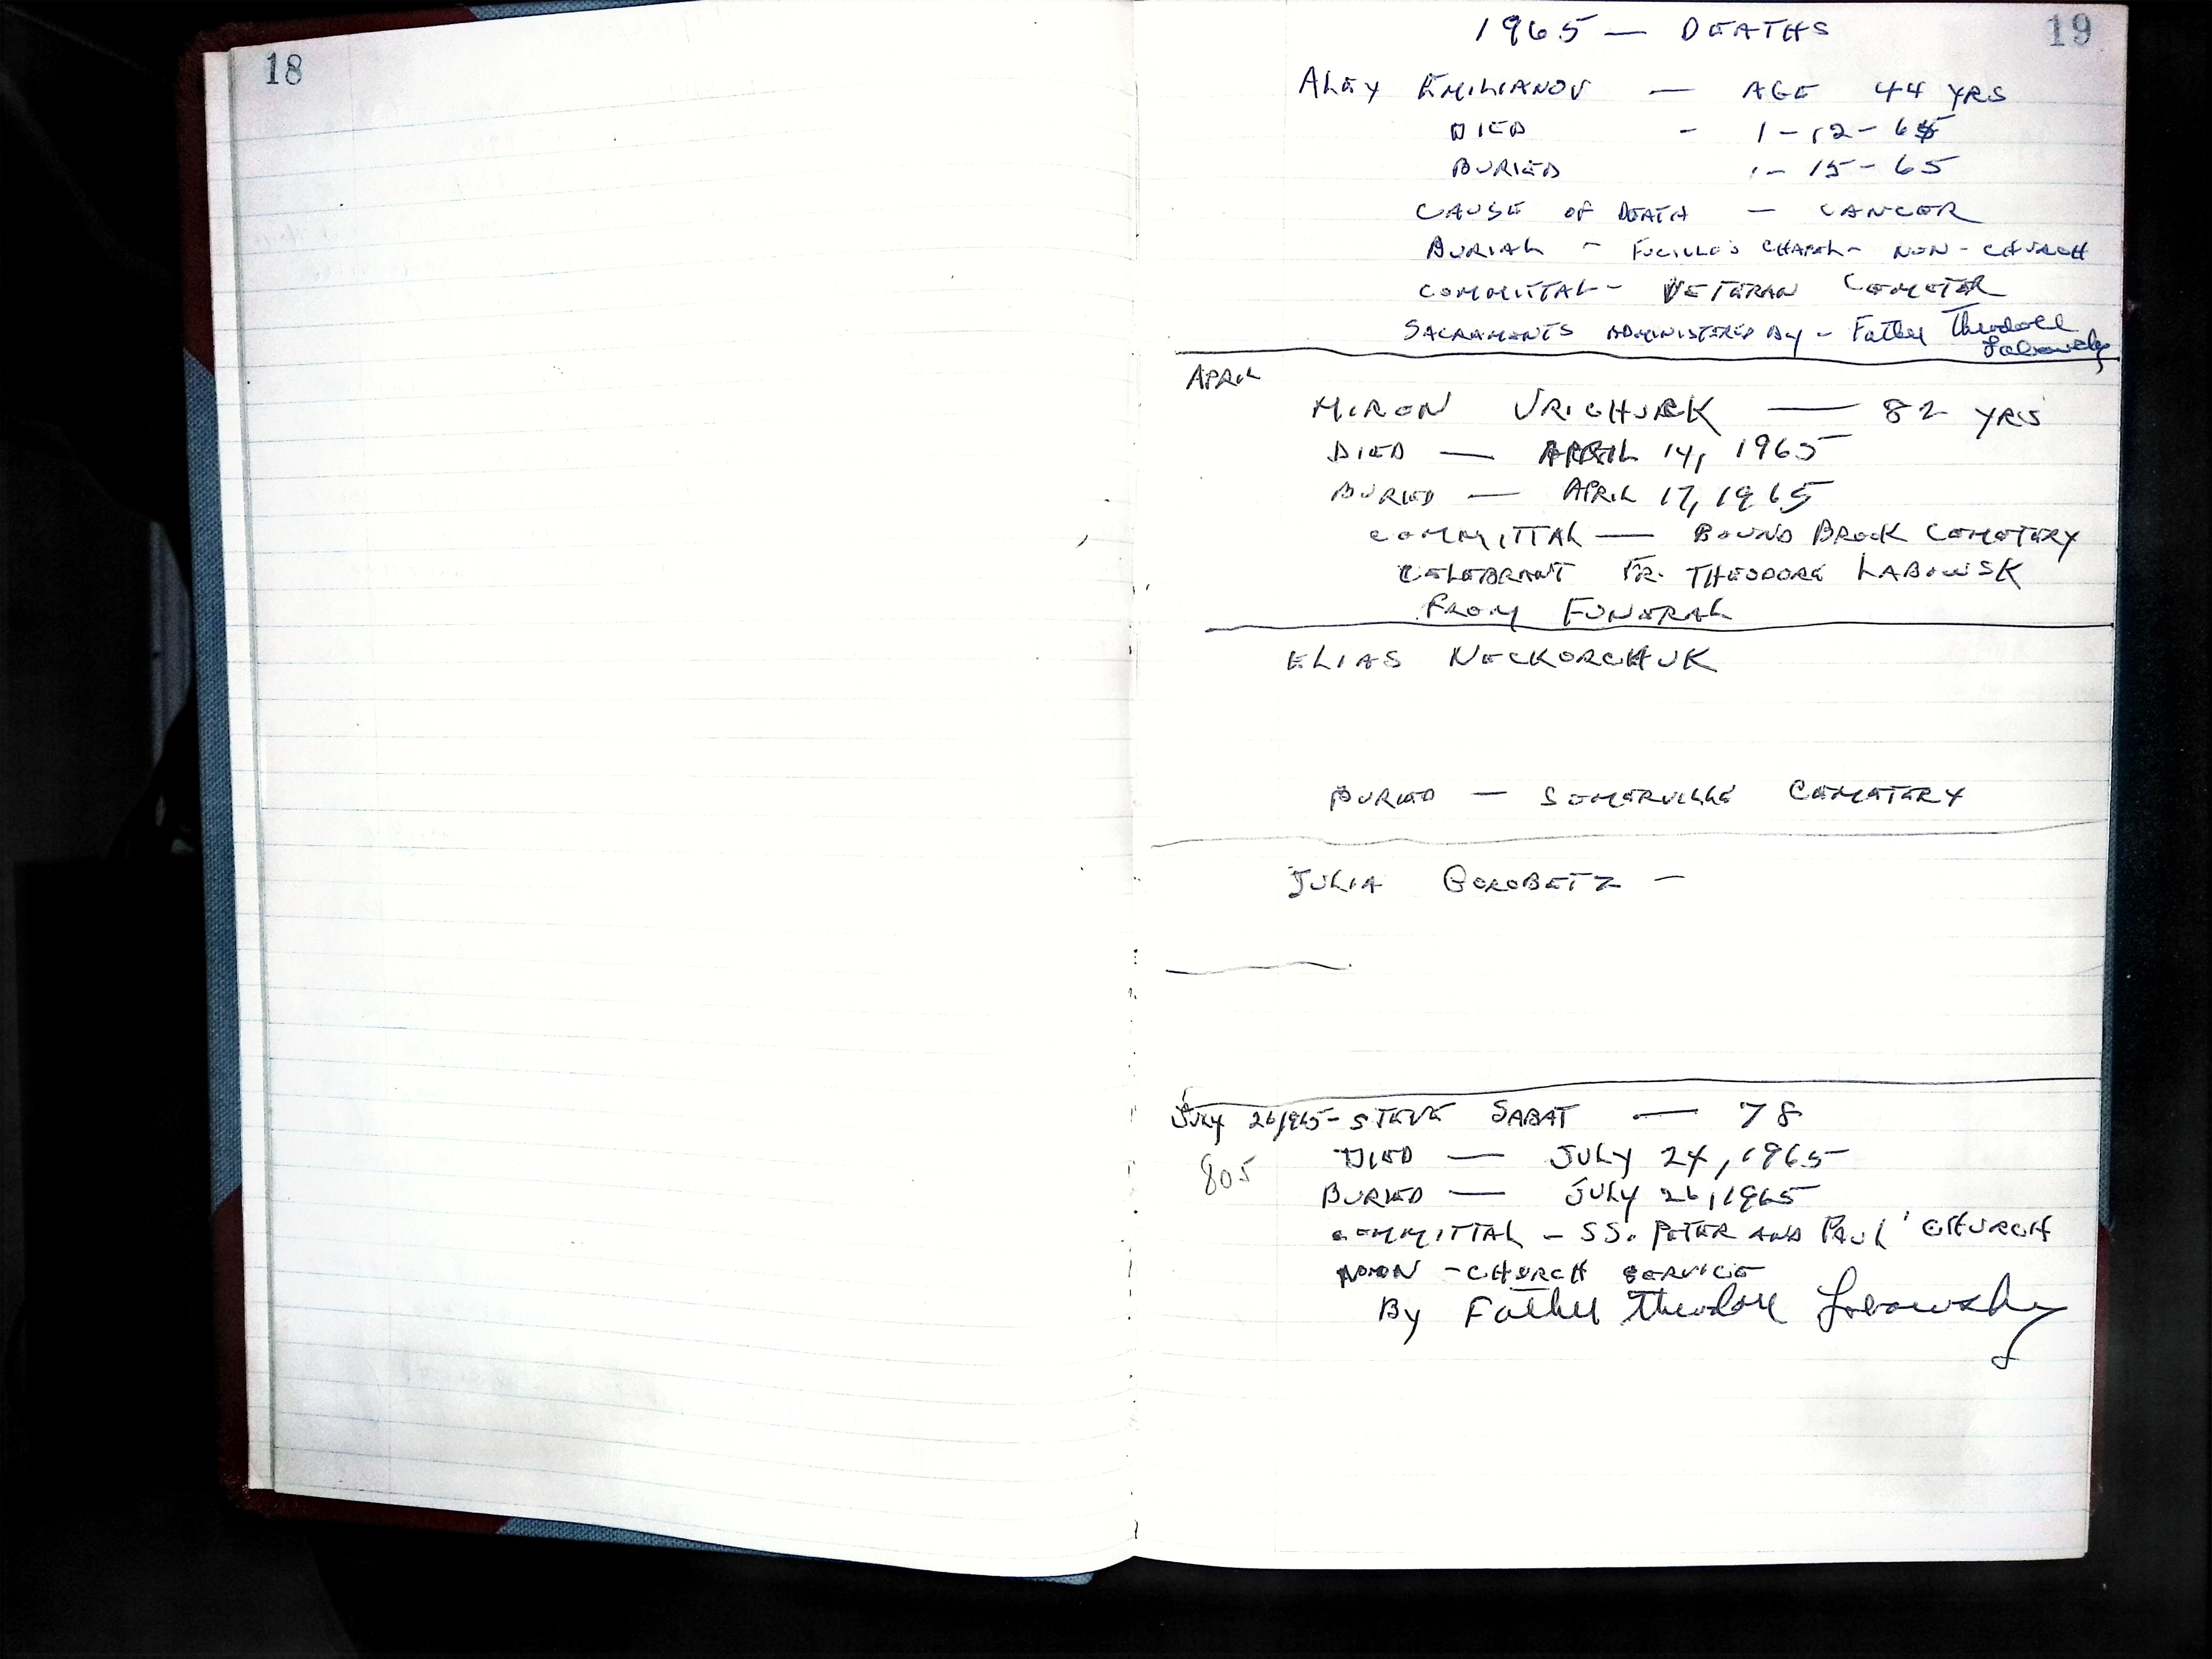 18
19
1965 — DEATHS
ALEX EMILIANOV — AGE 44 YRS
DIED - 1-12-65
BURIED 1-15-65
CAUSE OF DEATH — CANCER
BURIAL - FUCILLO'S CHAPEL - NON-CHURCH
COMMITTAL - VETERAN CEMETER
SACRAMENTS ADMINISTERED BY - Father Theodore
Labowsky
APRIL
MIRON — 82 YRS
DIED — APRIL 14, 1965
BURIED — APRIL 17, 1965
COMMITTAL — BOUND BROOK CEMETERY
CELEBRANT FR. THEODORE LABOWSK
FROM FUNERAL
ELIAS NECKORCHUK
BURIED — SOMERVILLE CEMETERY
JULIA GOROBETZ —
JULY 26/1965 - STEVE SABAT — 78
DIED — JULY 24, 1965
805
BURIED — JULY 26, 1965
COMMITTAL - SS. PETER AND PAUL' CHURCH
NON - CHURCH SERVICE
By Father Theodore Labowsky